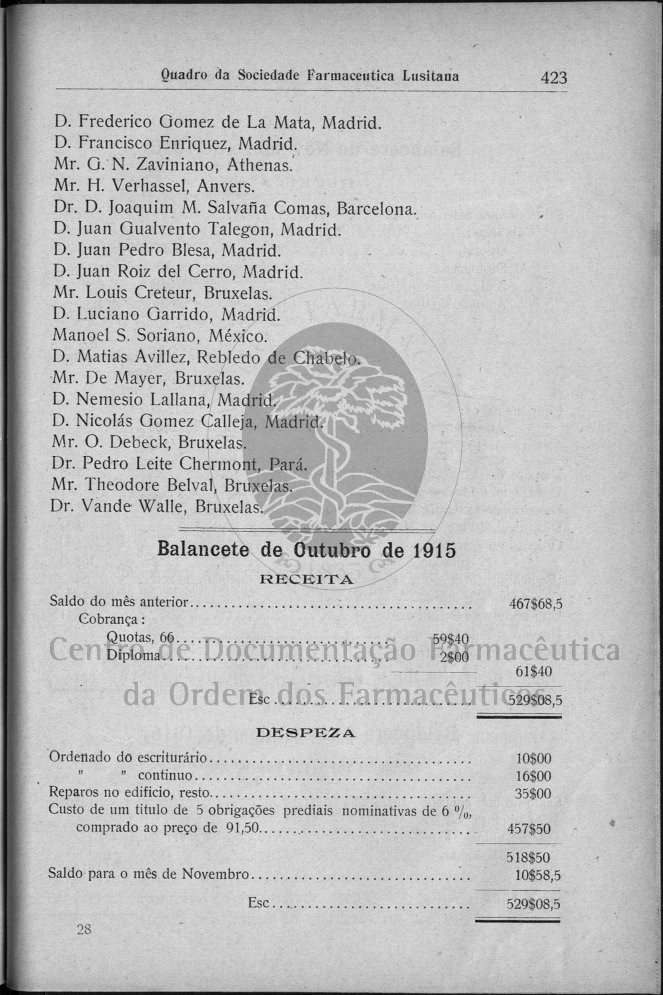 Quadro da Sociedade Farmaceutica Lusitana 423
D. Frederico Gomez de La Mata, Madrid.
D. Francisco Enriquez, Madrid.
Mr. G. N. Zaviniano, Athenas.
Mr. H. Verhassel, Anvers.
Dr. D. Joaquim M. Salvaña Comas, Barcelona.
D. Juan Gualvento Talegon, Madrid.
D. Juan Pedro Blesa, Madrid.
D. Juan Roiz del Cerro, Madrid.
Mr. Louis Creteur, Bruxelas.
D. Luciano Garrido, Madrid.
Manoel S. Soriano, México.
D. Matias Avillez, Rebledo de Chabelo.
Mr. De Mayer, Bruxelas.
D. Nemesio Lallana, Madrid.
D. Nicolás Gomez Calleja, Madrid.
Mr. O. Debeck, Bruxelas.
Dr. Pedro Leite Chermont, Pará.
Mr. Theodore Belval, Bruxelas.
Dr. Vande Walle, Bruxelas.
Balancete de Outubro de 1915
RECEITA
Saldo do mês anterior........................................ 467$68,5
Cobrança :
Quotas, 66.............................. 59$40
Diploma................................ 2$00
61$40
Esc............................ 529$08,5
Centro de Documentação Farmacêutica
da Ordem dos Farmacêuticos
DESPEZA
Ordenado do escriturário..................................... 10$00
" " continuo....................................... 16$00
Reparos no edificio, resto..................................... 35$00
Custo de um titulo de 5 obrigações prediais nominativas de 6 %,
comprado ao preço de 91,50.............................. 457$50
518$50
Saldo para o mês de Novembro............................... 10$58,5
Esc............................ 529$08,5
28